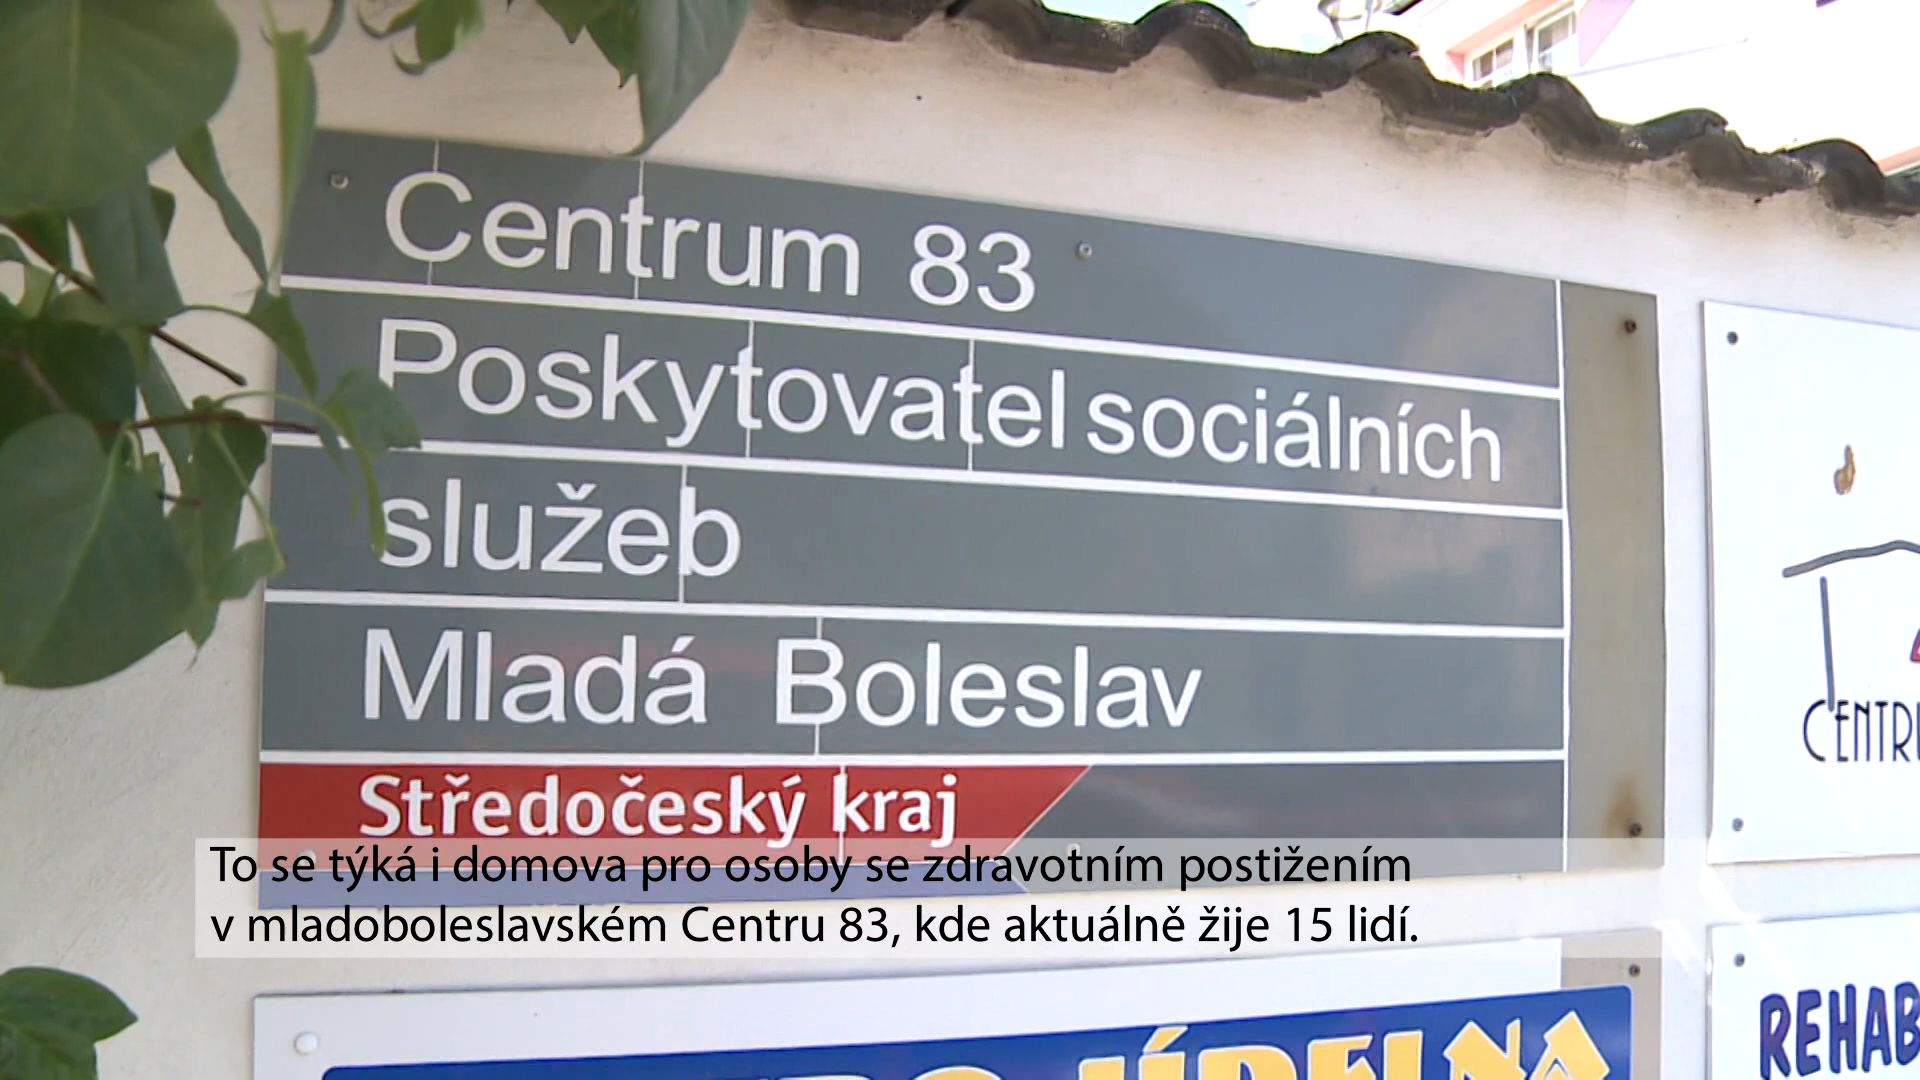 Centrum 83
Poskytovatel sociálních
služeb
Mladá Boleslav
Středočeský kraj
To se týká i domova pro osoby se zdravotním postižením
v mladoboleslavském Centru 83, kde aktuálně žije 15 lidí.
JÍDELNA